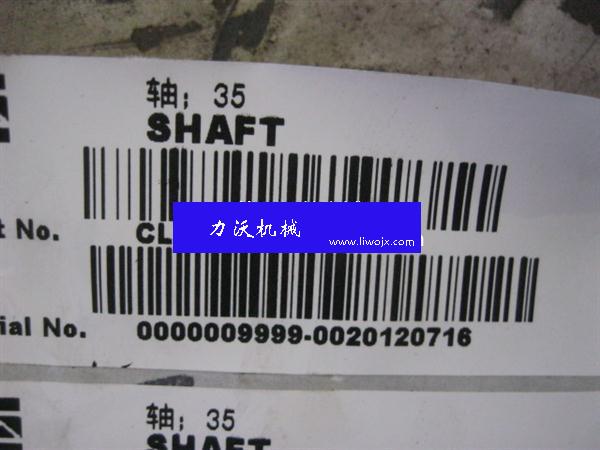 轴；35
SHAFT
t No. CL
力沃机械
www.liwojx.com
ial No. 0000009999-0020120716
轴；35
SHAFT